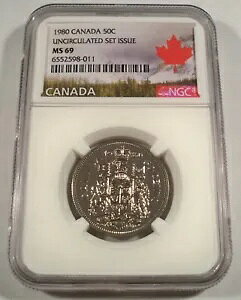 1980 CANADA 50C
UNCIRCULATED SET ISSUE
MS 69
6552598-011
CANADA
NGC